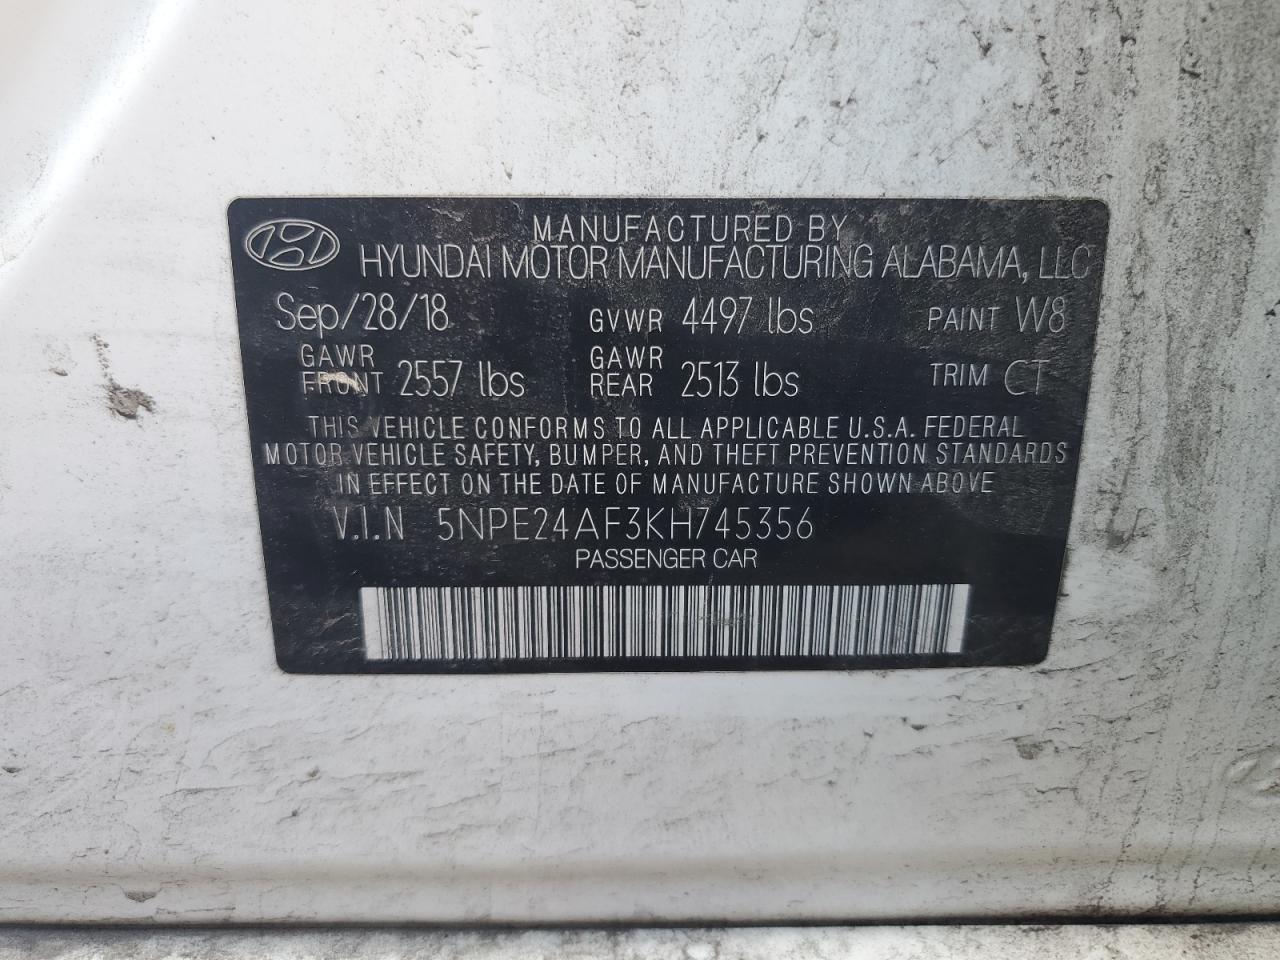 MANUFACTURED BY
HYUNDAI MOTOR MANUFACTURING ALABAMA, LLC
Sep/28/18 GVWR 4497 lbs PAINT W8
GAWR FRONT 2557 lbs GAWR REAR 2513 lbs TRIM CT
THIS VEHICLE CONFORMS TO ALL APPLICABLE U.S.A. FEDERAL
MOTOR VEHICLE SAFETY, BUMPER, AND THEFT PREVENTION STANDARDS
IN EFFECT ON THE DATE OF MANUFACTURE SHOWN ABOVE
V.I.N 5NPE24AF3KH745356
PASSENGER CAR